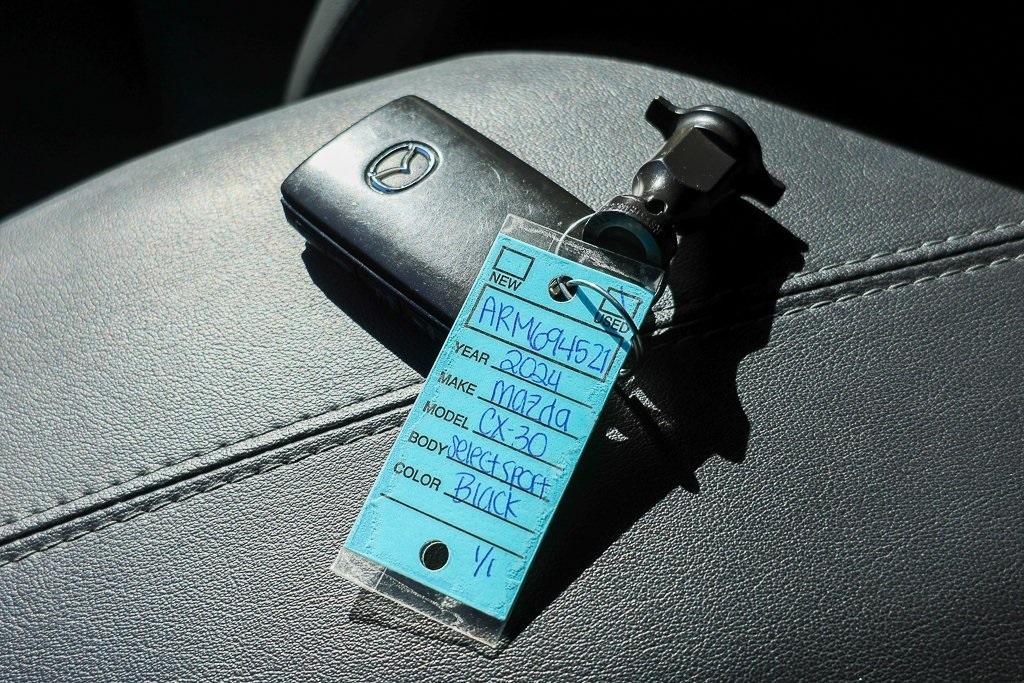 NEW
USED
ARM694521
YEAR 2024
MAKE mazda
MODEL CX-30
BODY Select sport
COLOR Black
1/1